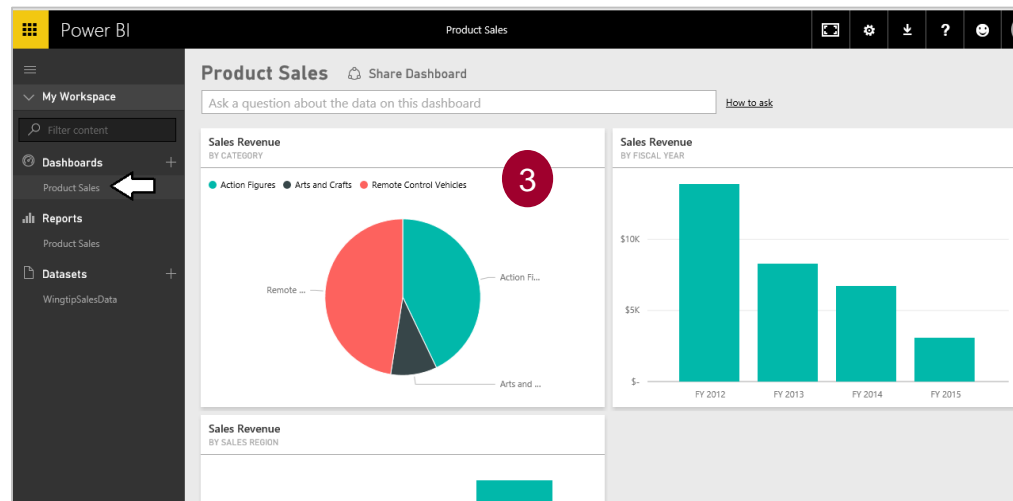 Power BI
Product Sales
?
My Workspace
Filter content
Dashboards
Product Sales
Reports
Product Sales
Datasets
WingtipSalesData
Product Sales Share Dashboard
Ask a question about the data on this dashboard
How to ask
Sales Revenue
BY CATEGORY
Action Figures Arts and Crafts Remote Control Vehicles
3
Action Fi...
Remote ...
Arts and ...
Sales Revenue
BY FISCAL YEAR
$10K
$5K
$-
FY 2012 FY 2013 FY 2014 FY 2015
Sales Revenue
BY SALES REGION